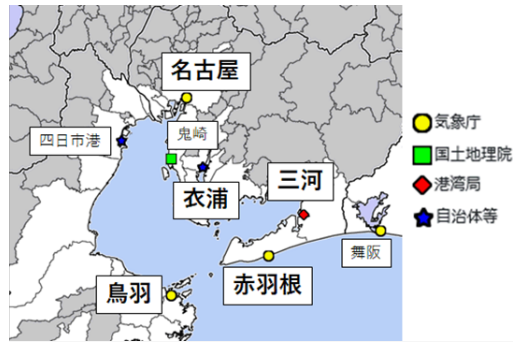 名古屋
鬼崎
四日市港
衣浦
三河
舞阪
赤羽根
鳥羽
気象庁
国土地理院
港湾局
自治体等